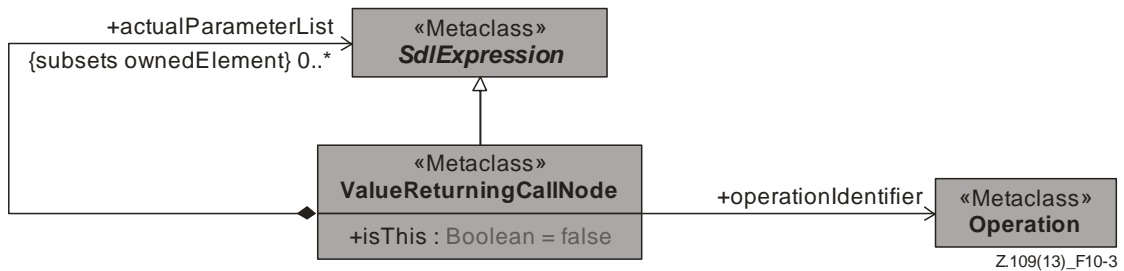 +actualParameterList
{subsets ownedElement} 0..*
«Metaclass»
SdlExpression
«Metaclass»
ValueReturningCallNode
+isThis : Boolean = false
+operationIdentifier
«Metaclass»
Operation
Z.109(13)_F10-3